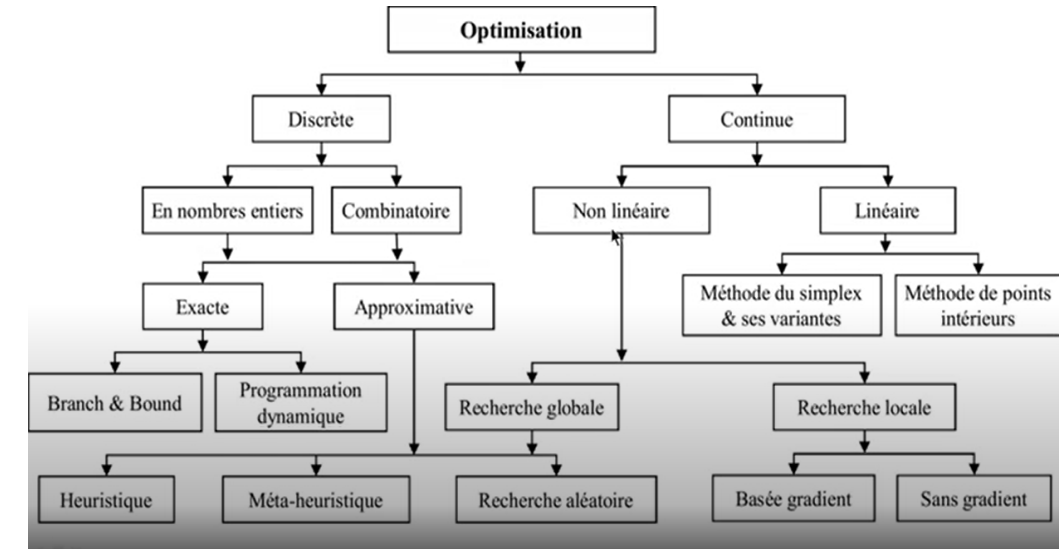 Optimisation
Discrète
Continue
En nombres entiers
Combinatoire
Non linéaire
Linéaire
Exacte
Approximative
Méthode du simplex
& ses variantes
Méthode de points
intérieurs
Branch & Bound
Programmation
dynamique
Recherche globale
Recherche locale
Heuristique
Méta-heuristique
Recherche aléatoire
Basée gradient
Sans gradient